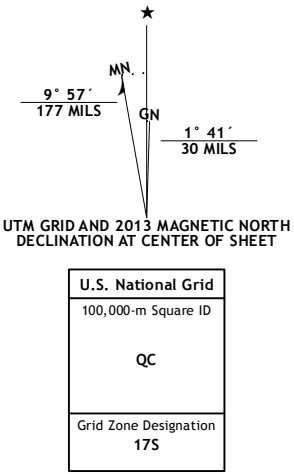 ★
MN
9° 57´
177 MILS
GN
1° 41´
30 MILS
UTM GRID AND 2013 MAGNETIC NORTH
DECLINATION AT CENTER OF SHEET
U.S. National Grid
100,000-m Square ID
QC
Grid Zone Designation
17S